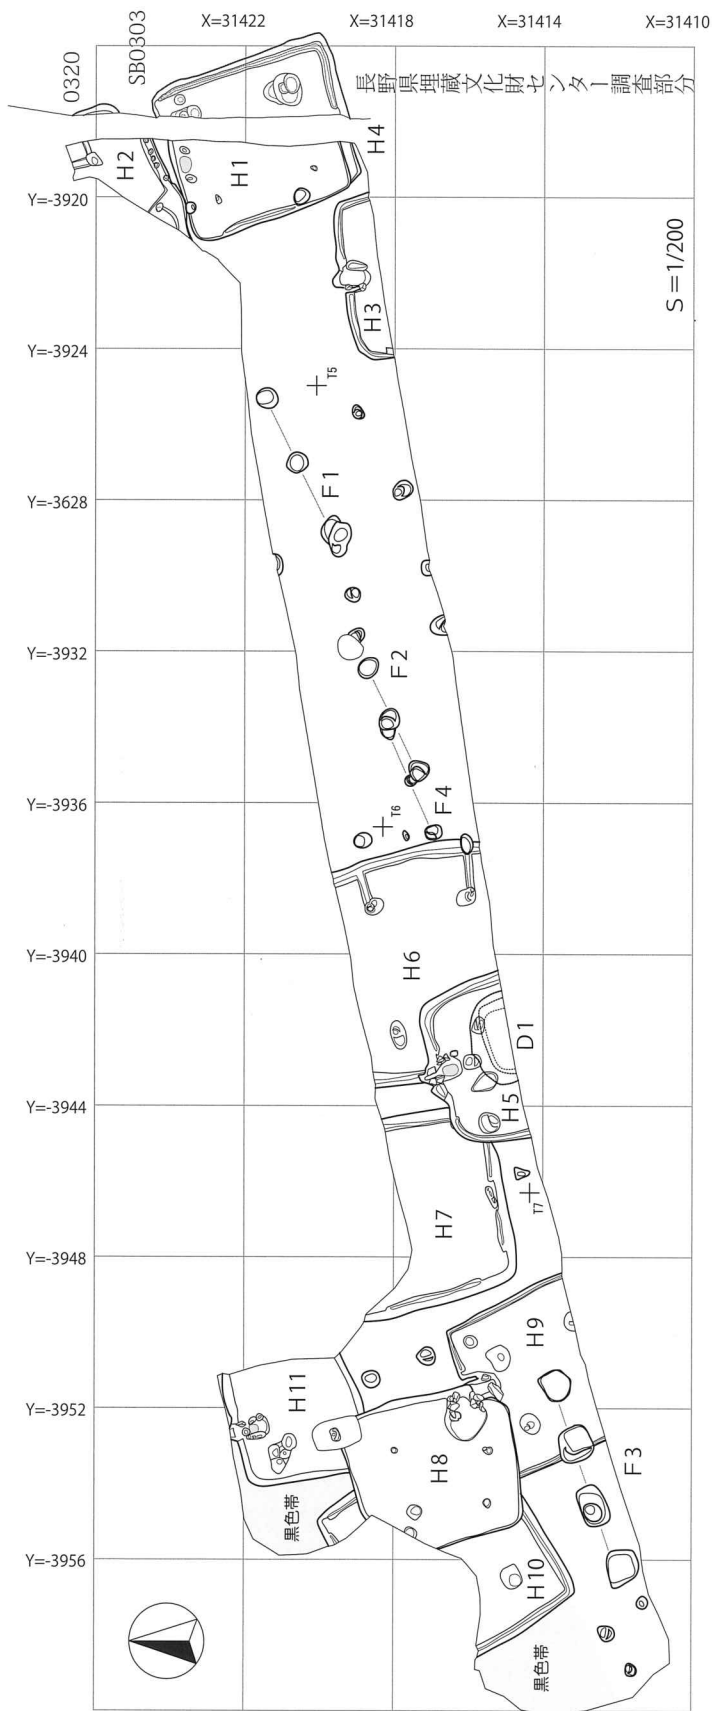 X=31422
X=31418
X=31414
X=31410
0320
SB0303
長野県埋蔵文化財センター調査部分
H2
H1
H4
Y=-3920
S=1/200
H3
Y=-3924
T5
F1
Y=-3628
Y=-3932
F2
Y=-3936
T6
F4
Y=-3940
H6
D1
Y=-3944
H5
T7
H7
Y=-3948
H9
H11
Y=-3952
H8
F3
黒色帯
Y=-3956
H10
黒色帯